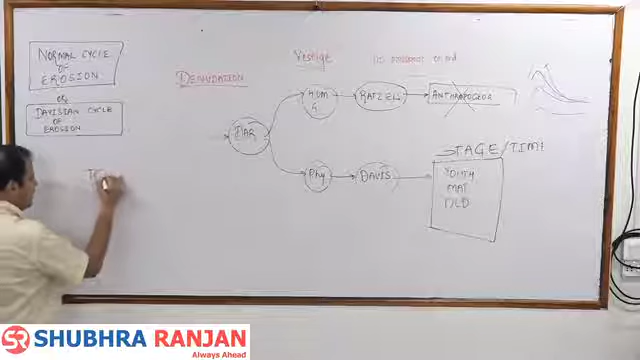 NORMAL CYCLE
OF
EROSION
or
DAVISIAN CYCLE
OF
EROSION
DENUDATION
Vestige
DAR
HUM
G
RATZEL
ANTHROPOGEOG
Phy
DAVIS
STAGE/TIME
YOUTH
MAT
OLD
SHUBHRA RANJAN
Always Ahead